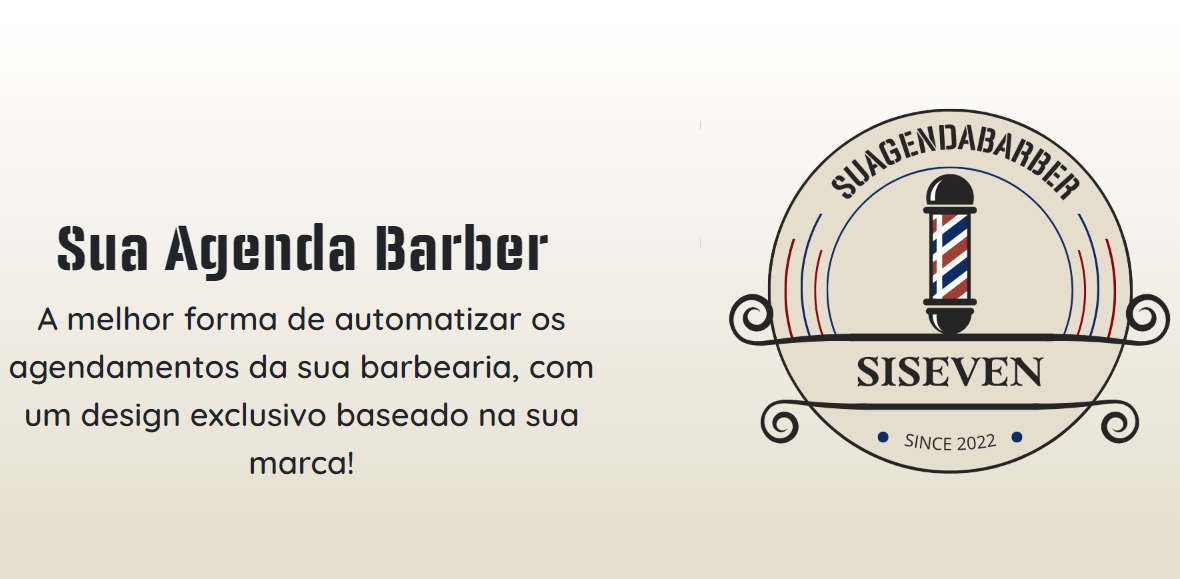 Sua Agenda Barber
A melhor forma de automatizar os
agendamentos da sua barbearia, com
um design exclusivo baseado na sua
marca!
SUAGENDABARBER
SISEVEN
SINCE 2022